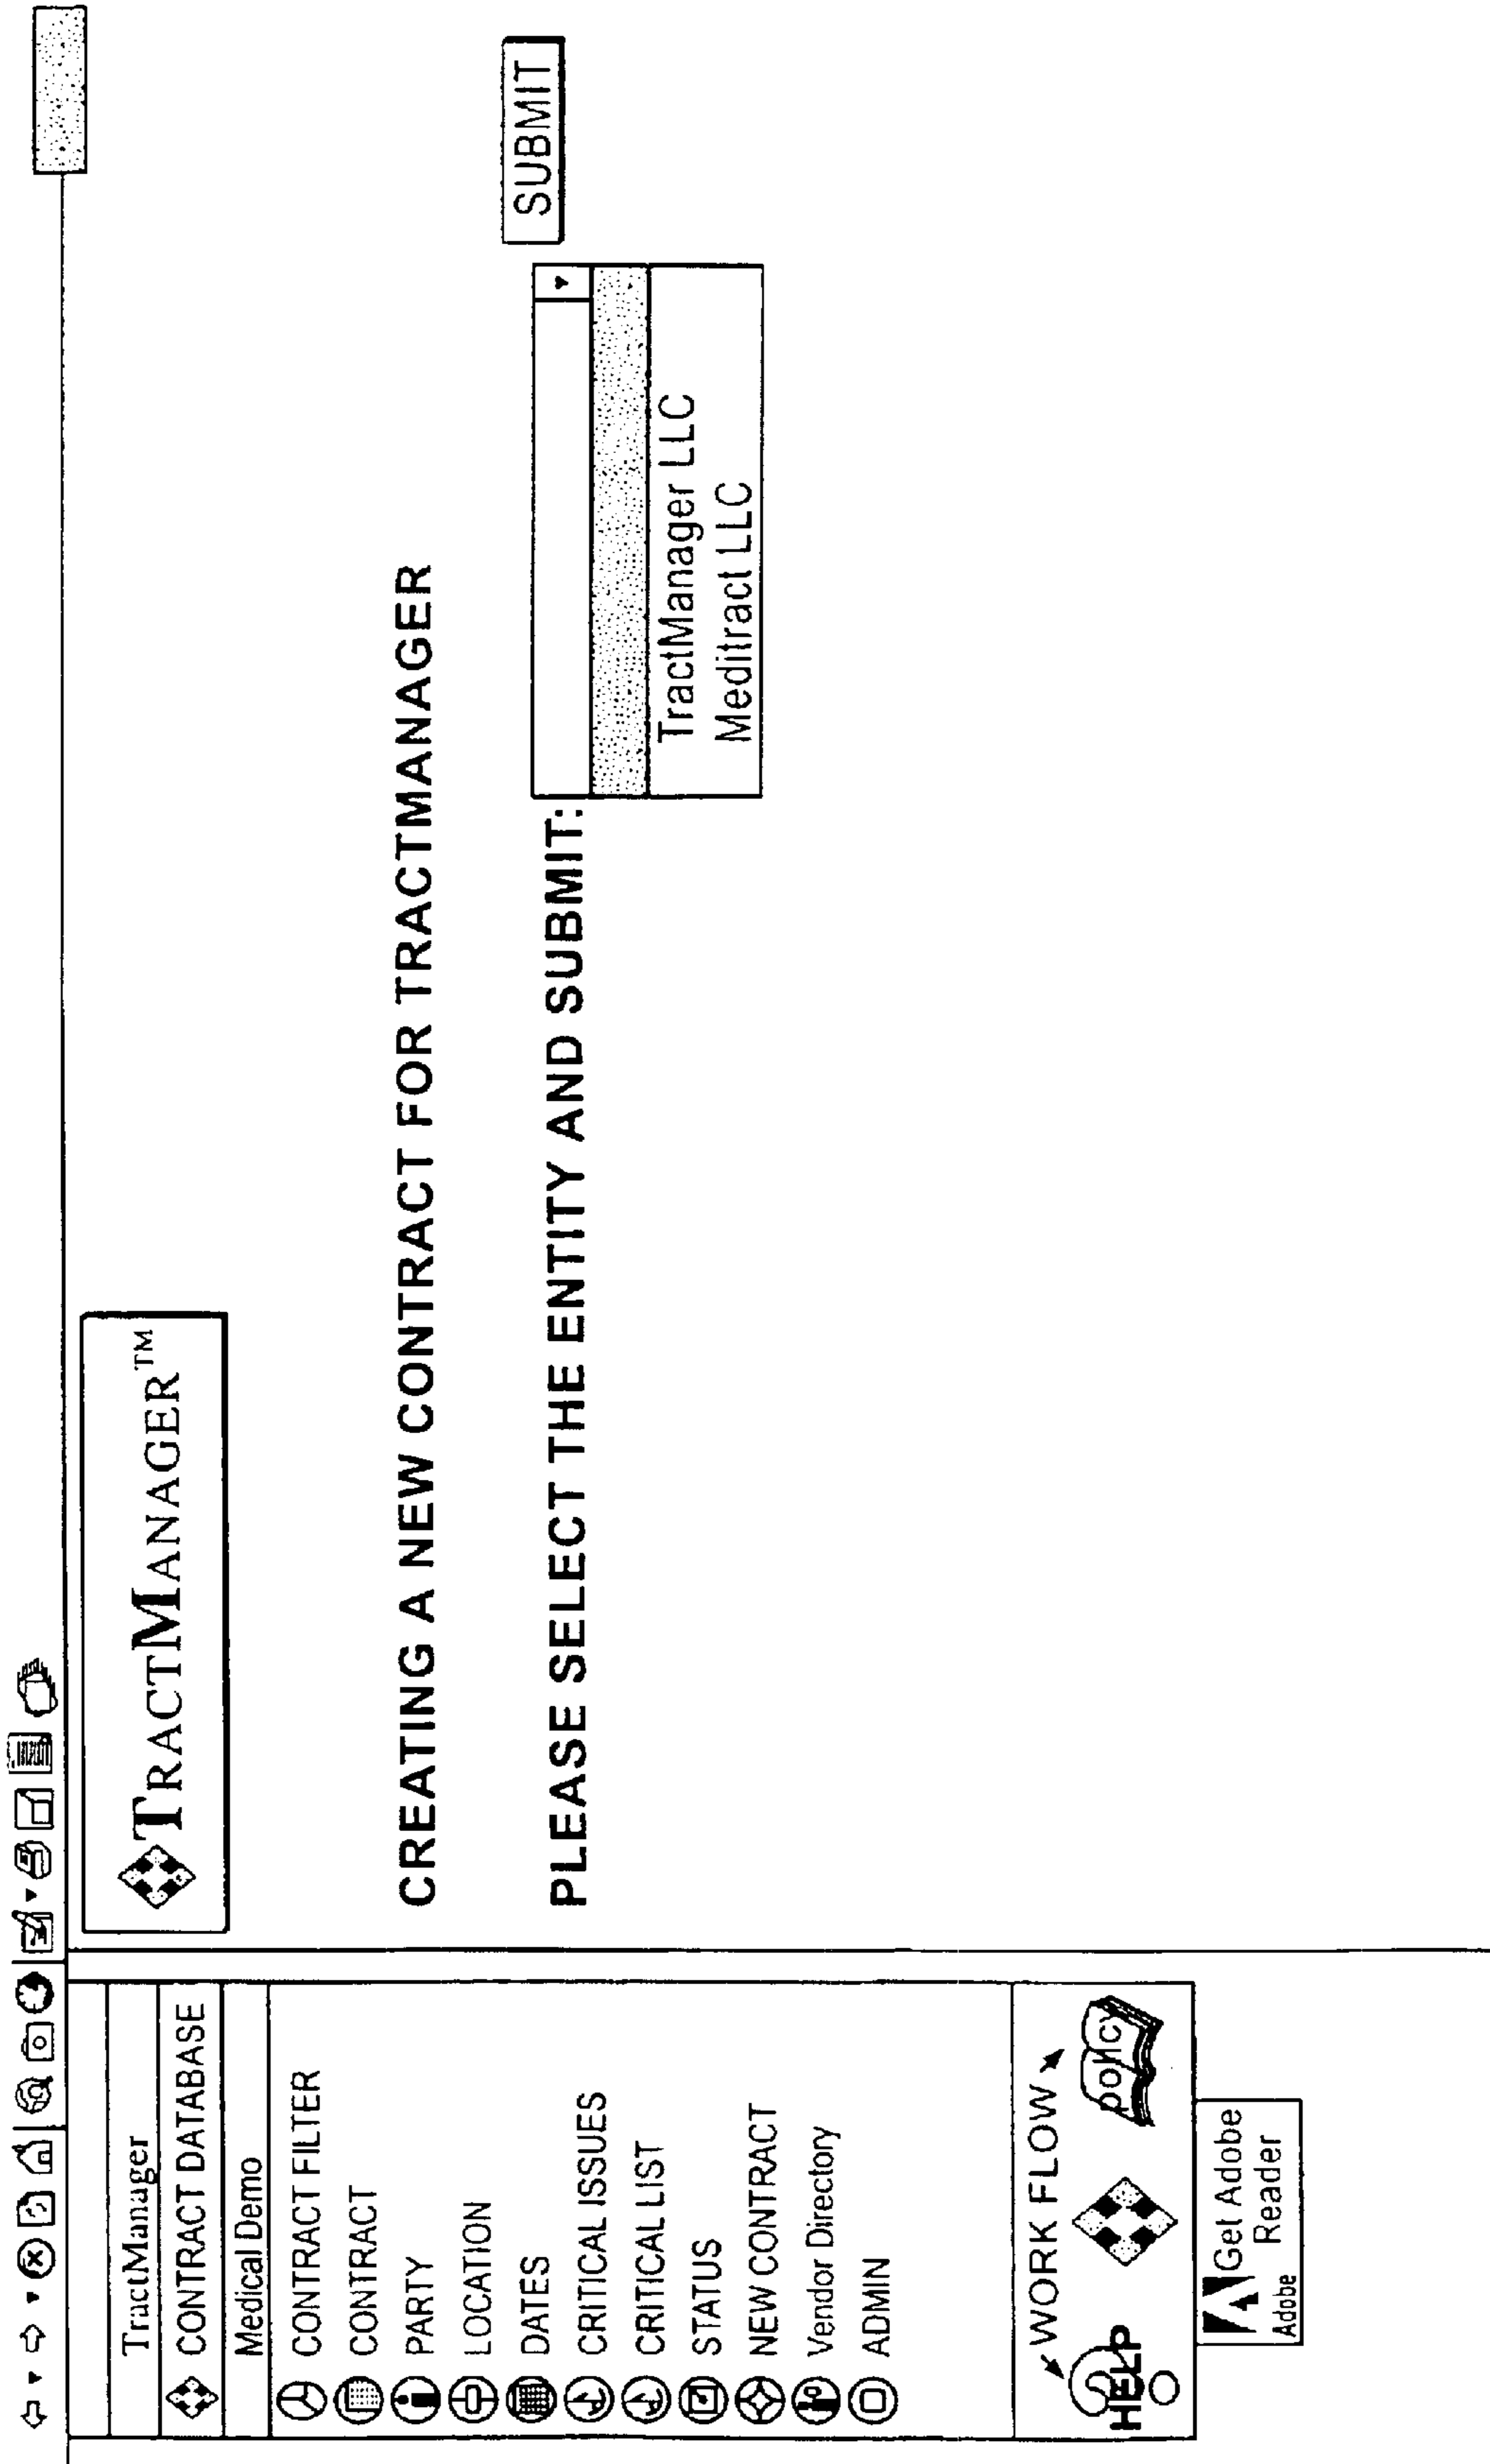 TractManager
CONTRACT DATABASE
Medical Demo
CONTRACT FILTER
CONTRACT
PARTY
LOCATION
DATES
CRITICAL ISSUES
CRITICAL LIST
STATUS
NEW CONTRACT
Vendor Directory
ADMIN
WORK FLOW
HELP
policy
Adobe
Get Adobe
Reader
TRACTMANAGER™
CREATING A NEW CONTRACT FOR TRACTMANAGER
PLEASE SELECT THE ENTITY AND SUBMIT:
TractManager LLC
Meditract LLC
SUBMIT